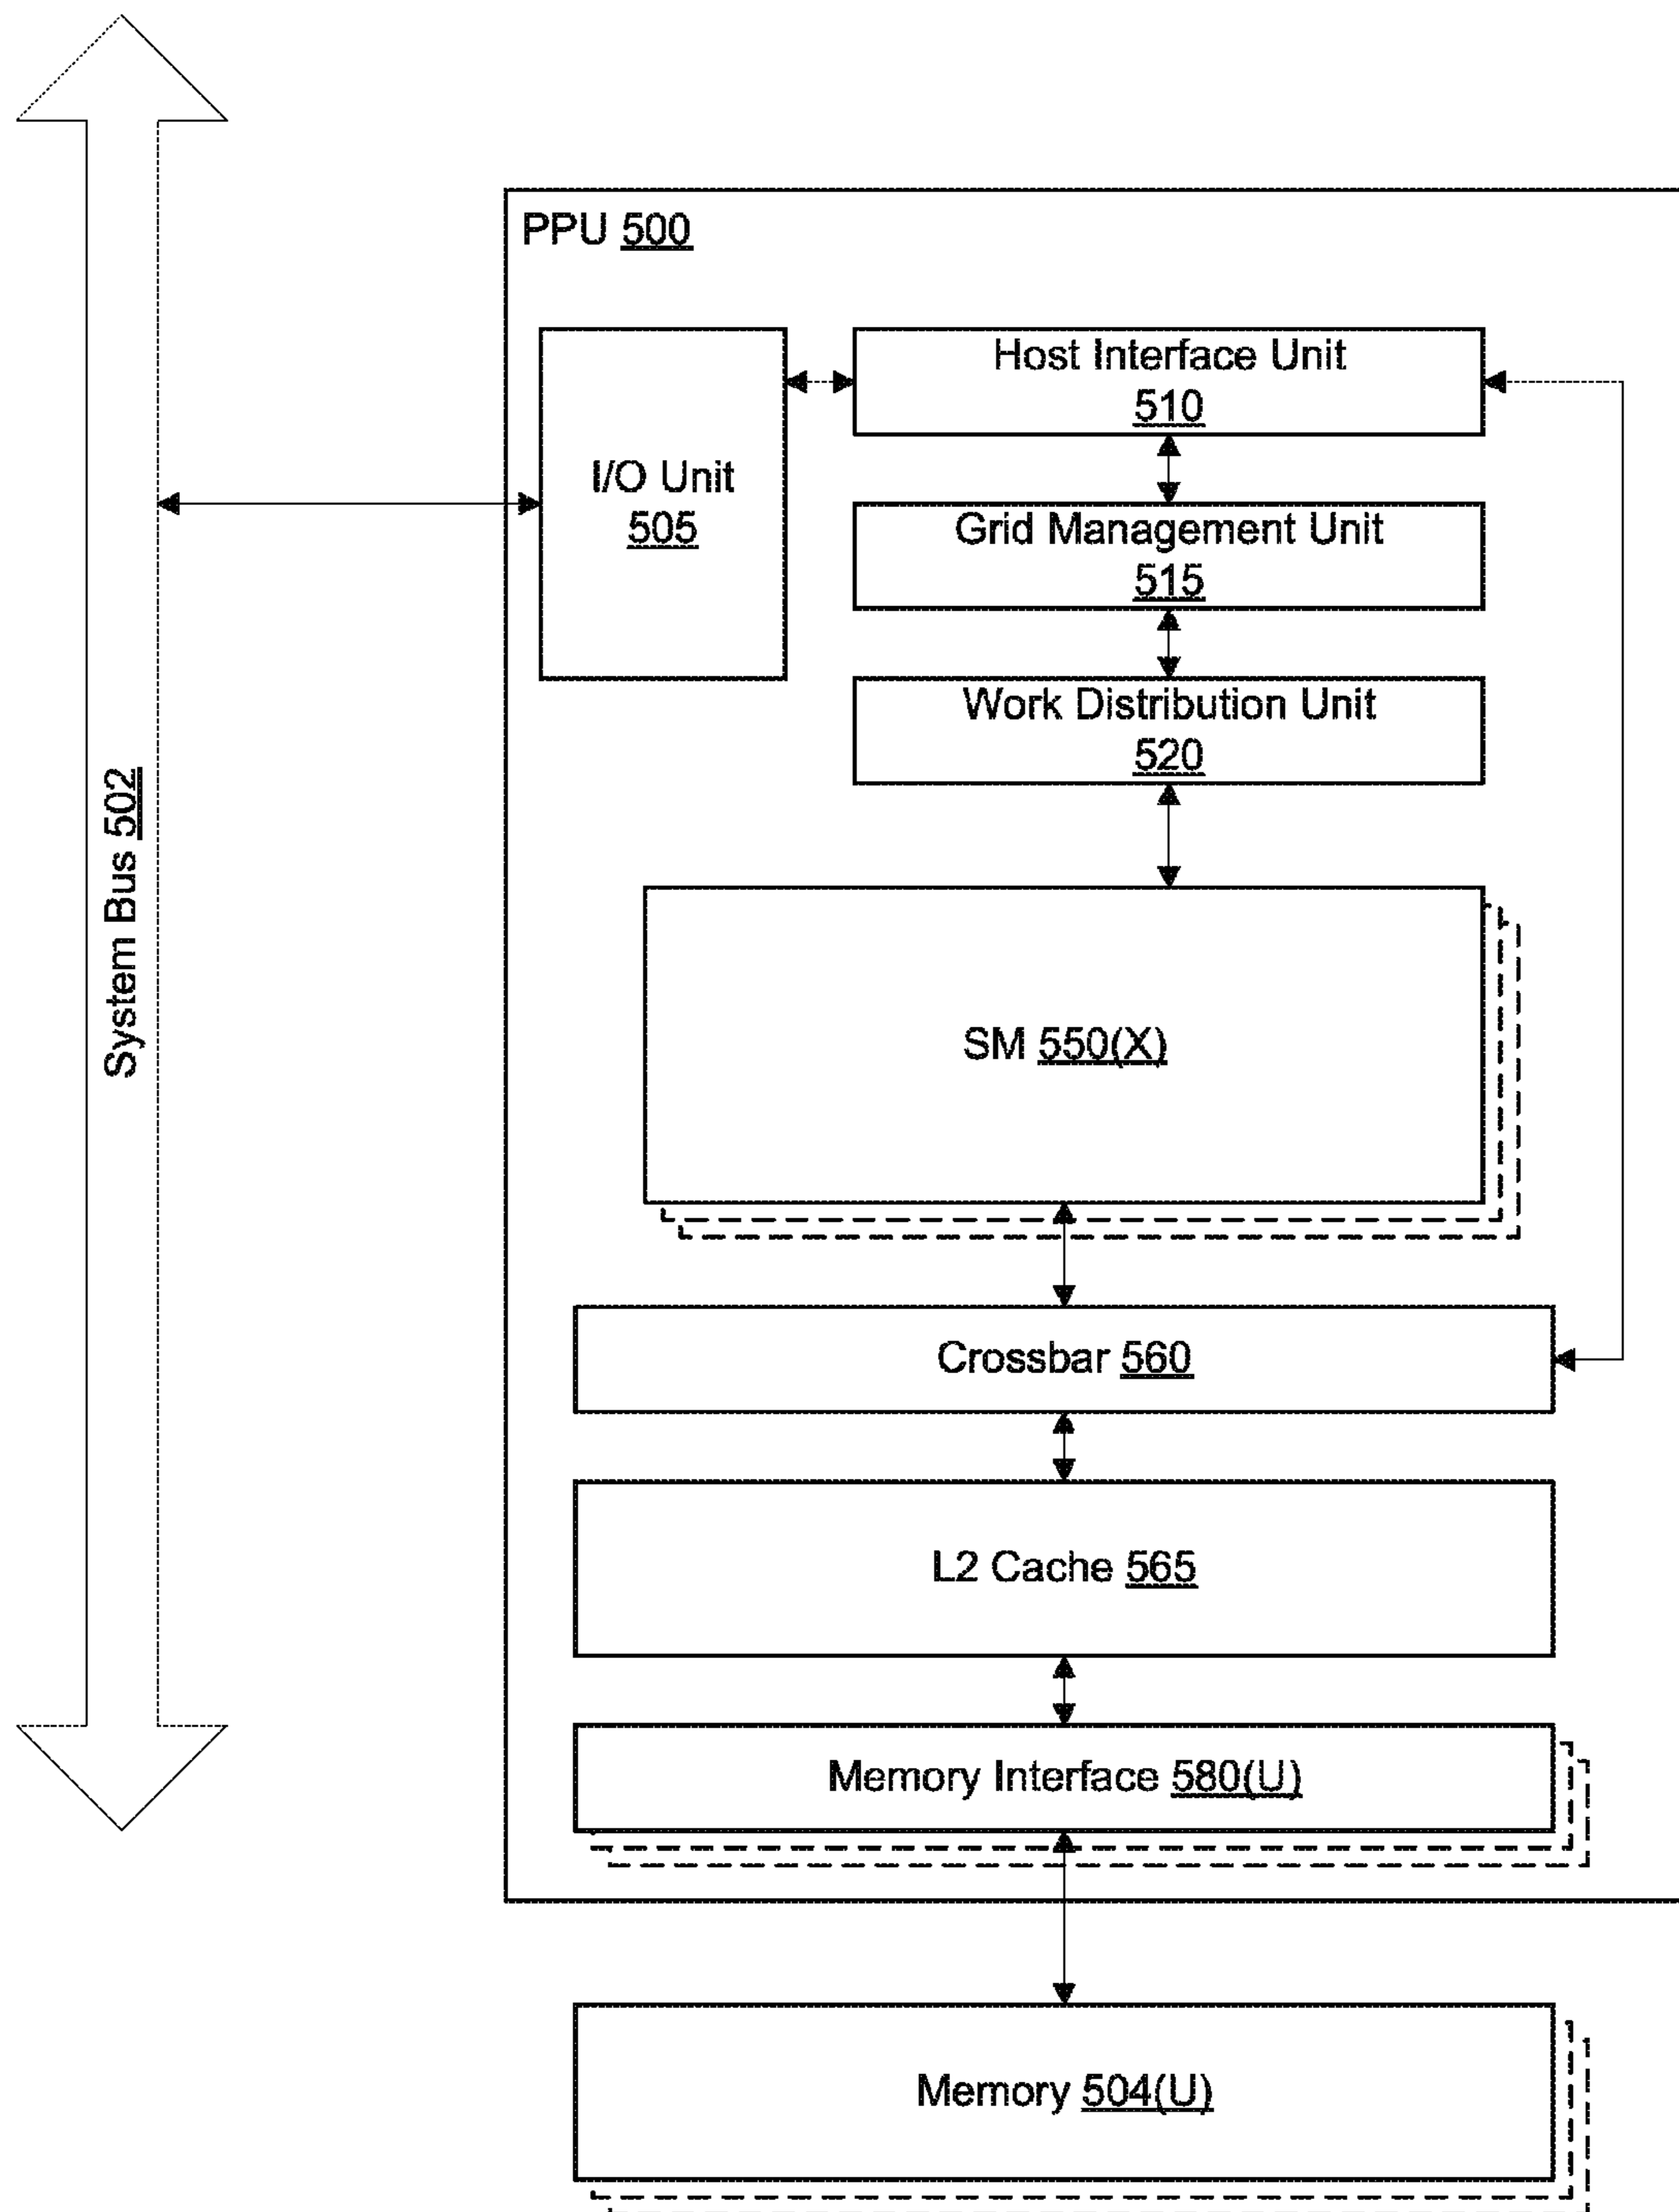 PPU 500
Host Interface Unit
510
I/O Unit
505
Grid Management Unit
515
Work Distribution Unit
520
System Bus 502
SM 550(X)
Crossbar 560
L2 Cache 565
Memory Interface 580(U)
Memory 504(U)